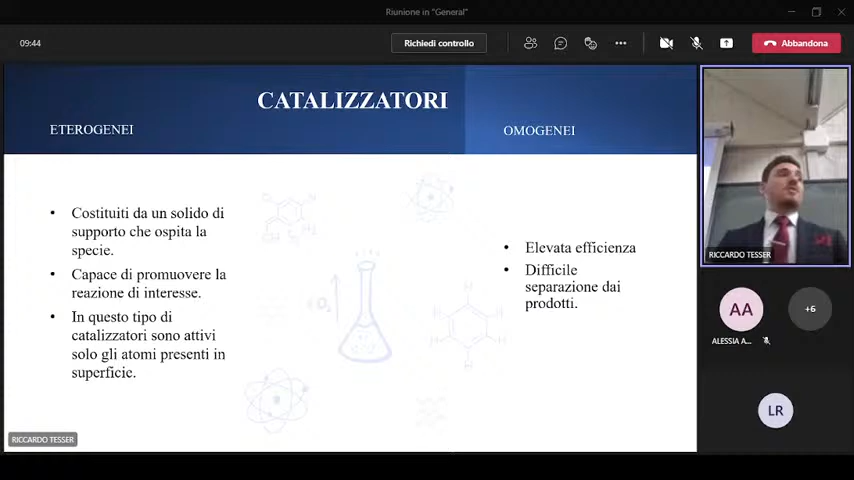 Riunione in "General"
09:44
Richiedi controllo
Abbandona
CATALIZZATORI
ETEROGENEI
OMOGENEI
• Costituiti da un solido di
supporto che ospita la
specie.
• Capace di promuovere la
reazione di interesse.
• In questo tipo di
catalizzatori sono attivi
solo gli atomi presenti in
superficie.
• Elevata efficienza
• Difficile
separazione dai
prodotti.
RICCARDO TESSER
RICCARDO TESSER
AA
+6
ALESSIA A...
LR